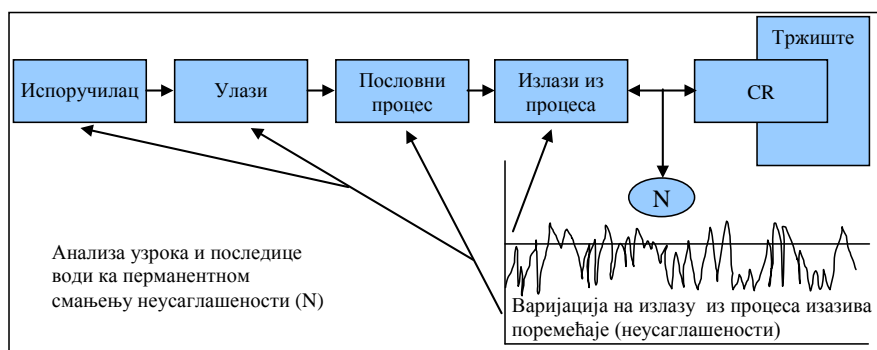 Тржиште
Испоручилац
Улази
Пословни
процес
Излази из
процеса
CR
N
Анализа узрока и последице
води ка перманентном
смањењу неусаглашености (N)
Варијација на излазу из процеса изазива
поремећаје (неусаглашености)